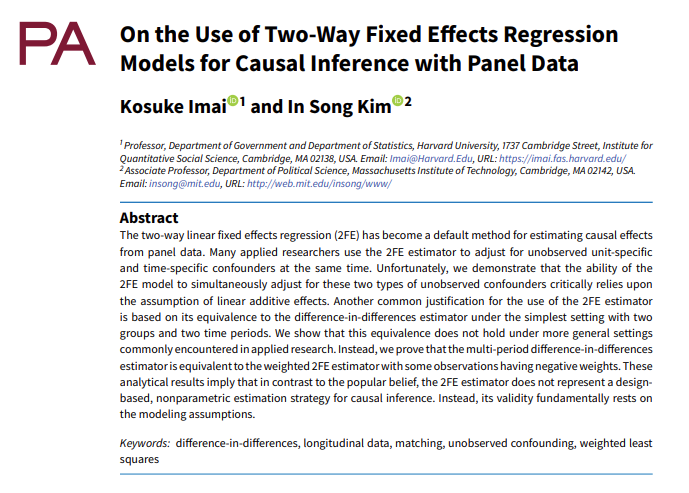 PA
On the Use of Two-Way Fixed Effects Regression
Models for Causal Inference with Panel Data
Kosuke Imai iD 1 and In Song Kim iD 2
1 Professor, Department of Government and Department of Statistics, Harvard University, 1737 Cambridge Street, Institute for
Quantitative Social Science, Cambridge, MA 02138, USA. Email: Imai@Harvard.Edu, URL: https://imai.fas.harvard.edu/
2 Associate Professor, Department of Political Science, Massachusetts Institute of Technology, Cambridge, MA 02142, USA.
Email: insong@mit.edu, URL: http://web.mit.edu/insong/www/
Abstract
The two-way linear fixed effects regression (2FE) has become a default method for estimating causal effects
from panel data. Many applied researchers use the 2FE estimator to adjust for unobserved unit-specific
and time-specific confounders at the same time. Unfortunately, we demonstrate that the ability of the
2FE model to simultaneously adjust for these two types of unobserved confounders critically relies upon
the assumption of linear additive effects. Another common justification for the use of the 2FE estimator
is based on its equivalence to the difference-in-differences estimator under the simplest setting with two
groups and two time periods. We show that this equivalence does not hold under more general settings
commonly encountered in applied research. Instead, we prove that the multi-period difference-in-differences
estimator is equivalent to the weighted 2FE estimator with some observations having negative weights. These
analytical results imply that in contrast to the popular belief, the 2FE estimator does not represent a design-
based, nonparametric estimation strategy for causal inference. Instead, its validity fundamentally rests on
the modeling assumptions.
Keywords: difference-in-differences, longitudinal data, matching, unobserved confounding, weighted least
squares